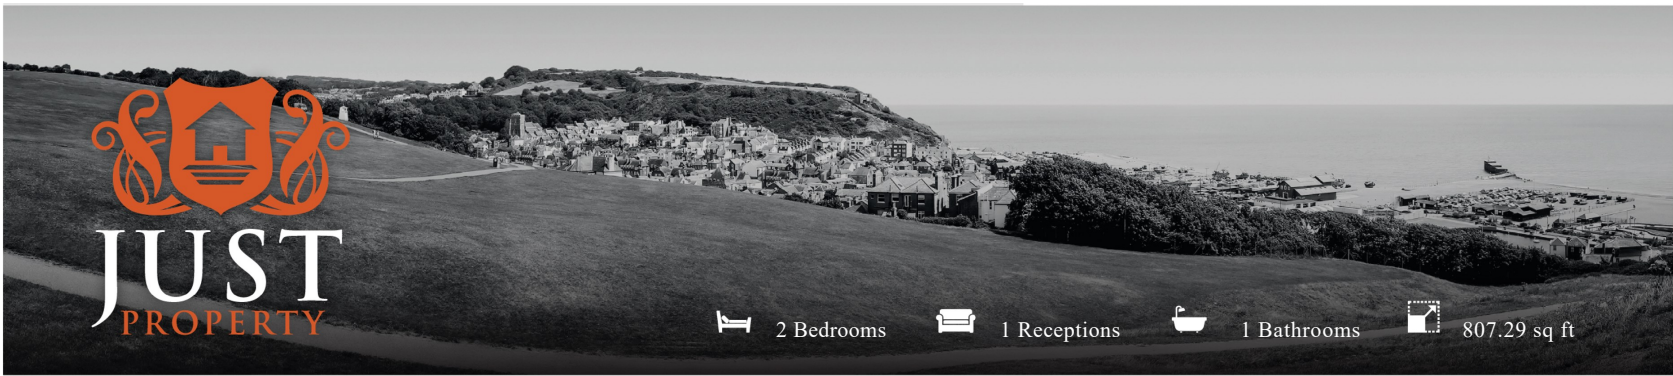 JUST
PROPERTY
2 Bedrooms
1 Receptions
1 Bathrooms
807.29 sq ft